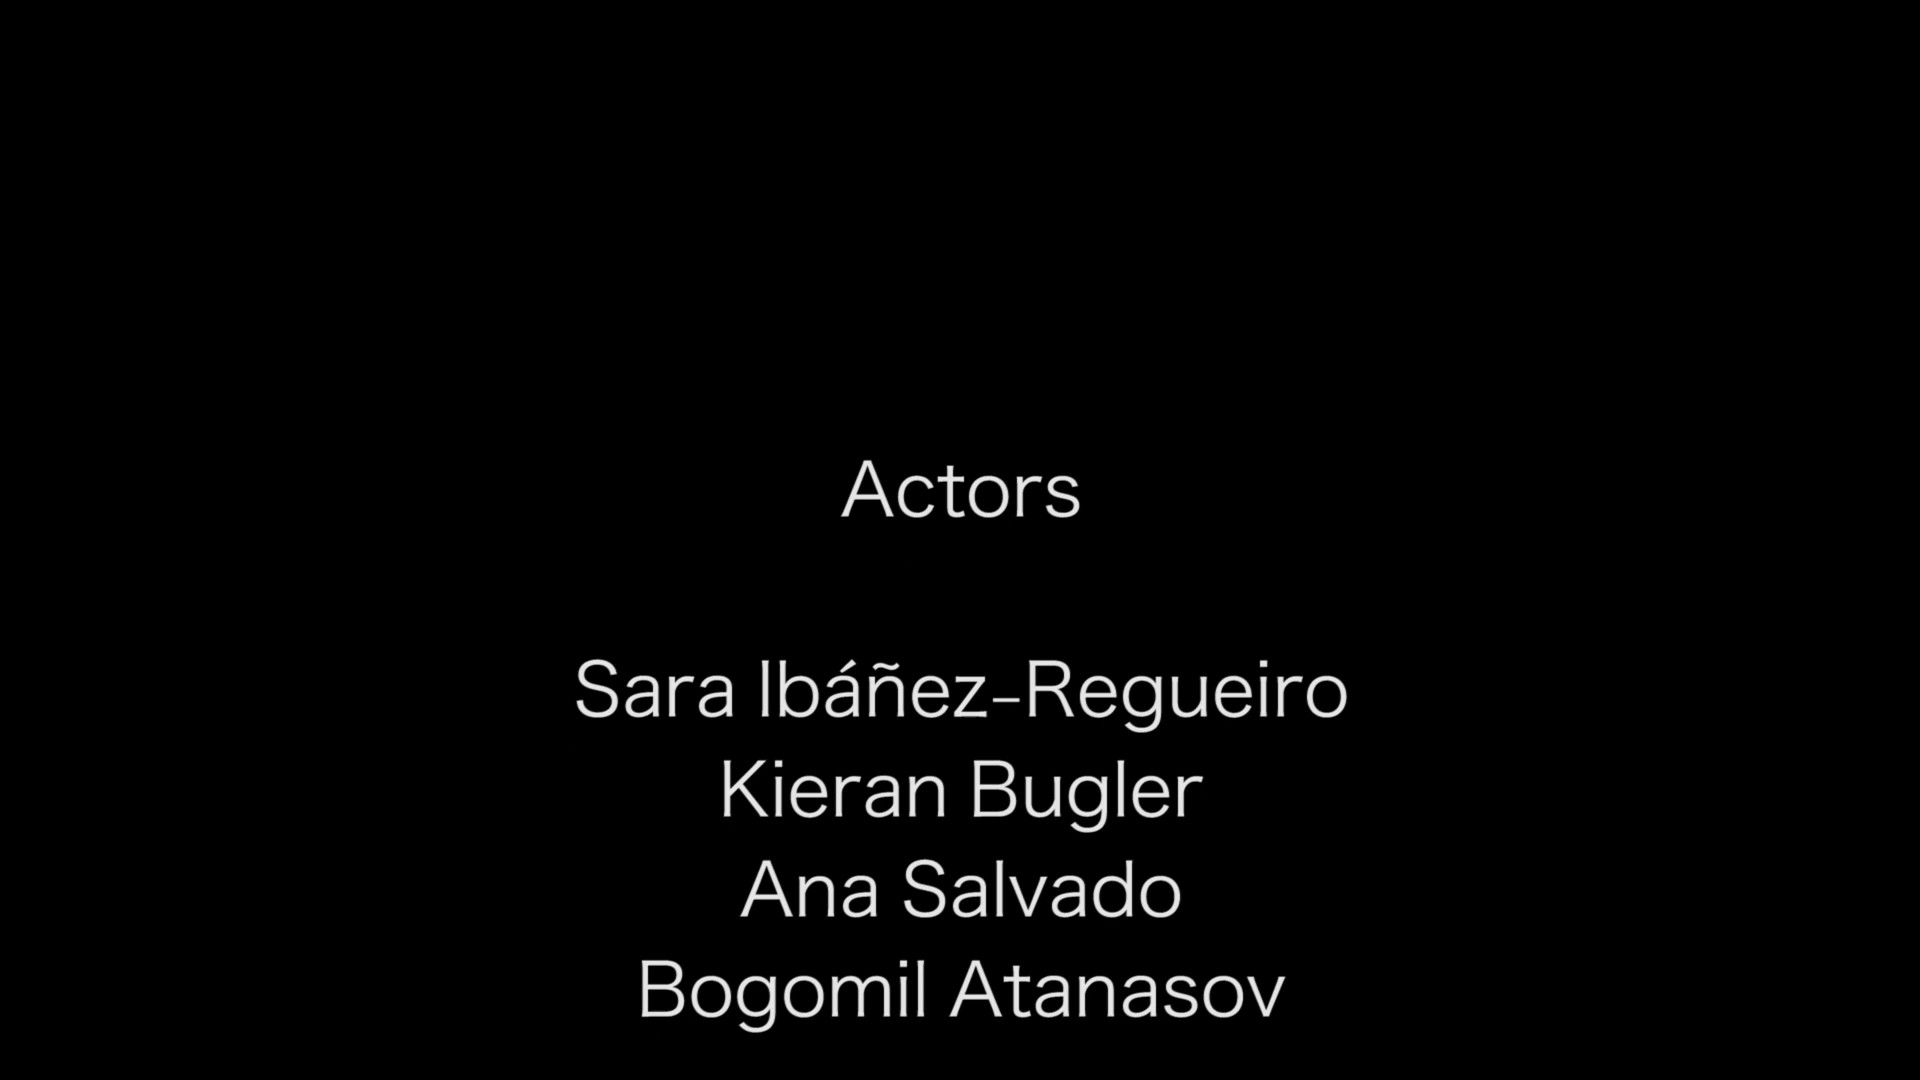 Actors
Sara Ibáñez-Regueiro
Kieran Bugler
Ana Salvado
Bogomil Atanasov